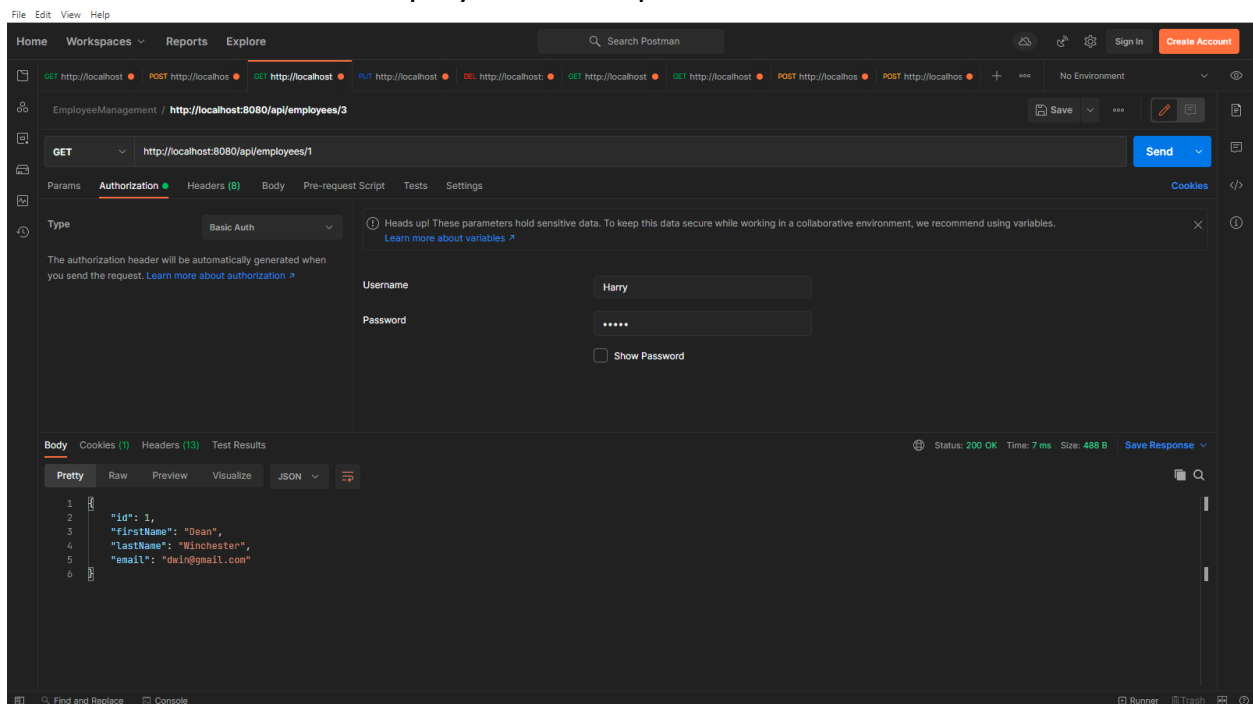 File Edit View Help
Home Workspaces Reports Explore Search Postman Sign In Create Account
GET http://localhost POST http://localhos GET http://localhost PUT http://localhost DEL http://localhost: GET http://localhost GET http://localhost POST http://localhos POST http://localhos + No Environment
EmployeeManagement / http://localhost:8080/api/employees/3 Save
GET http://localhost:8080/api/employees/1 Send
Params Authorization Headers (8) Body Pre-request Script Tests Settings Cookies
Type Basic Auth
Heads up! These parameters hold sensitive data. To keep this data secure while working in a collaborative environment, we recommend using variables.
Learn more about variables
The authorization header will be automatically generated when
you send the request. Learn more about authorization
Username Harry
Password •••••
Show Password
Body Cookies (1) Headers (13) Test Results Status: 200 OK Time: 7 ms Size: 488 B Save Response
Pretty Raw Preview Visualize JSON
1 {
2 "id": 1,
3 "firstName": "Dean",
4 "lastName": "Winchester",
5 "email": "dwin@gmail.com"
6 }
Find and Replace Console Runner Trash